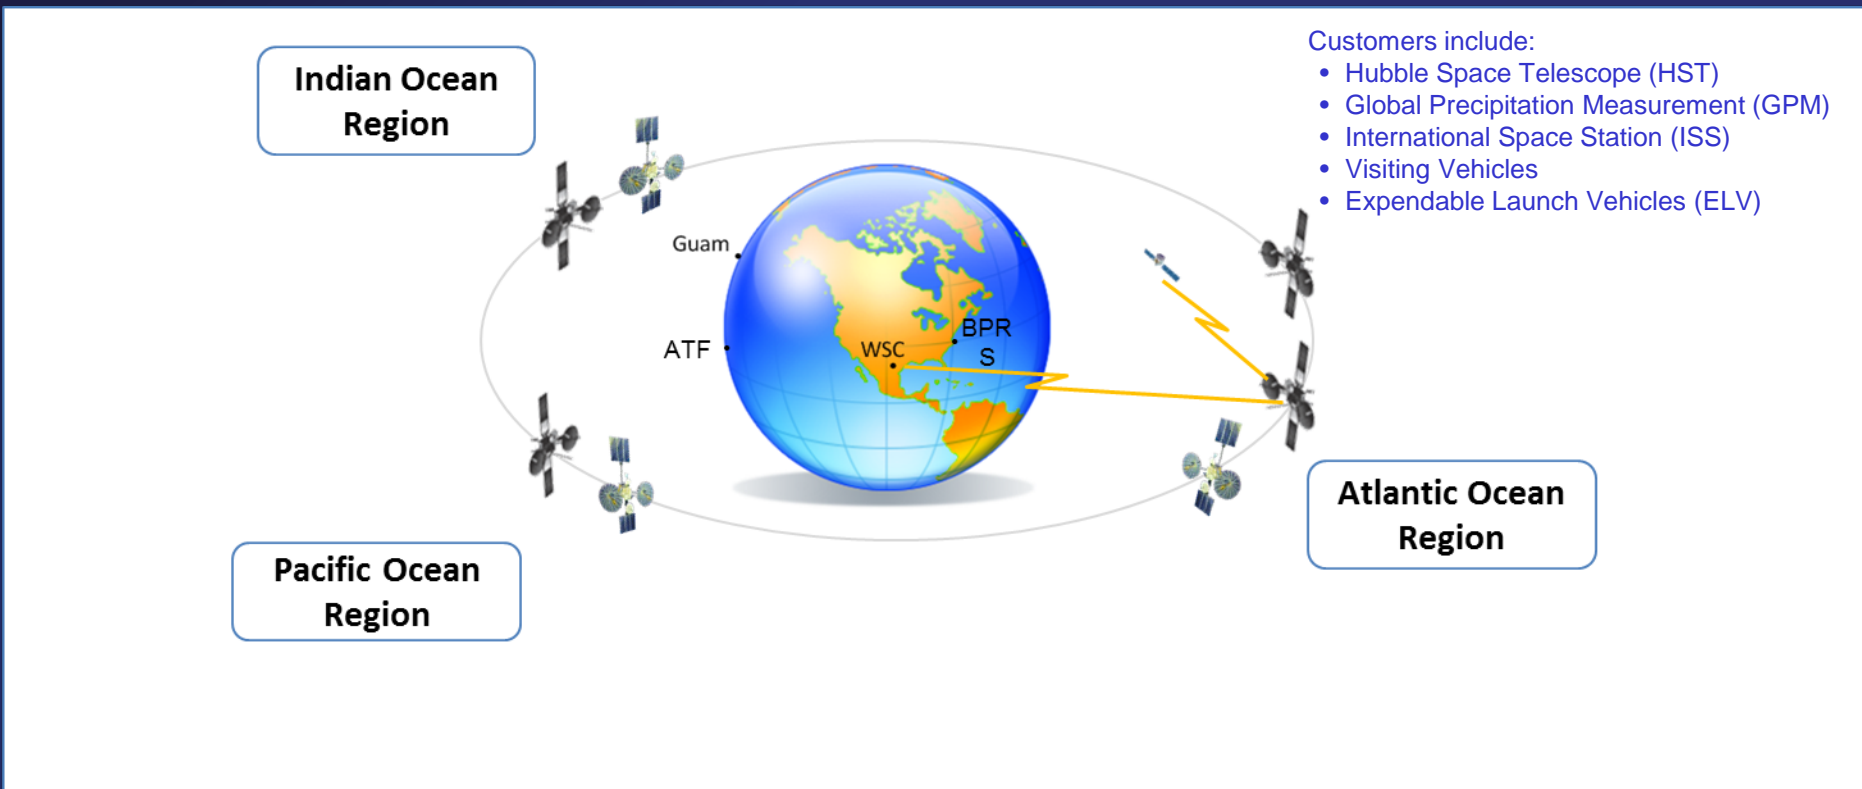 Customers include:
• Hubble Space Telescope (HST)
• Global Precipitation Measurement (GPM)
• International Space Station (ISS)
• Visiting Vehicles
• Expendable Launch Vehicles (ELV)
Indian Ocean
Region
Guam
ATF
WSC
BPR
S
Atlantic Ocean
Region
Pacific Ocean
Region